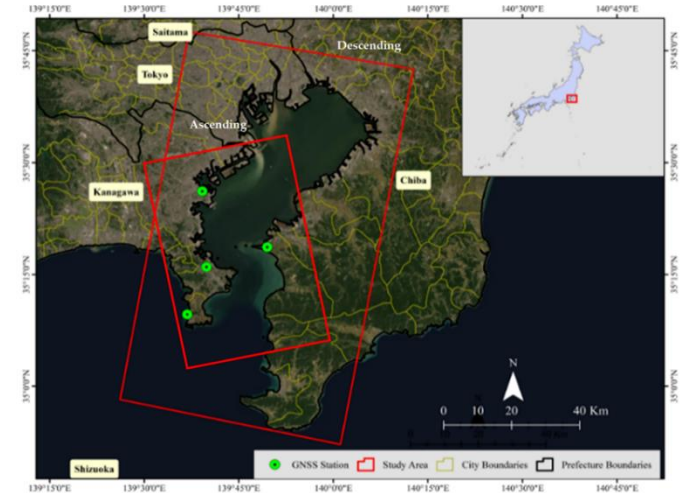 139°15'0"E 139°30'0"E 139°45'0"E 140°0'0"E 140°15'0"E 140°30'0"E 140°45'0"E
Saitama
Descending
35°45'0"N
35°45'0"N
Tokyo
Ascending
35°30'0"N
35°30'0"N
Kanagawa
Chiba
35°15'0"N
35°15'0"N
N
35°0'0"N
35°0'0"N
0 10 20 40 Km
GNSS Station Study Area City Boundaries Prefecture Boundaries
Shizuoka
139°15'0"E 139°30'0"E 139°45'0"E 140°0'0"E 140°15'0"E 140°30'0"E 140°45'0"E